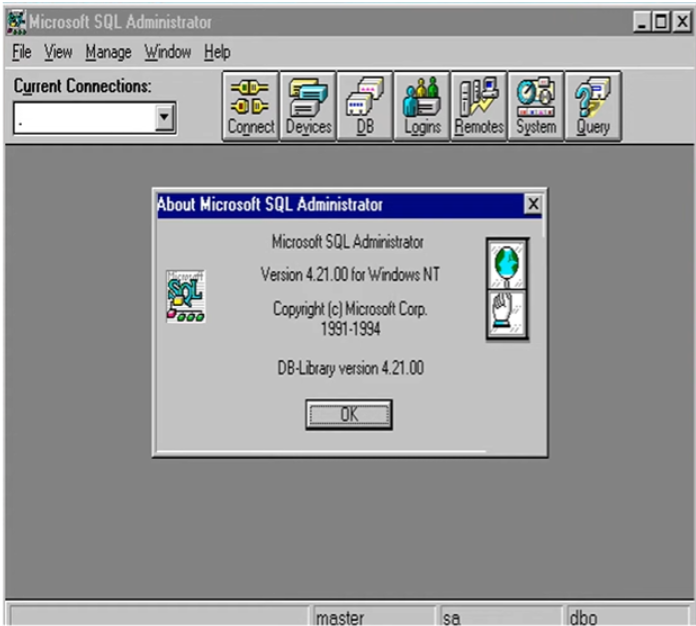 Microsoft SQL Administrator
File View Manage Window Help
Current Connections:
.
Connect Devices DB Logins Remotes System Query
About Microsoft SQL Administrator
Microsoft SQL Administrator
Version 4.21.00 for Windows NT
Microsoft
SQL
Copyright (c) Microsoft Corp.
1991-1994
DB-Library version 4.21.00
OK
master sa dbo